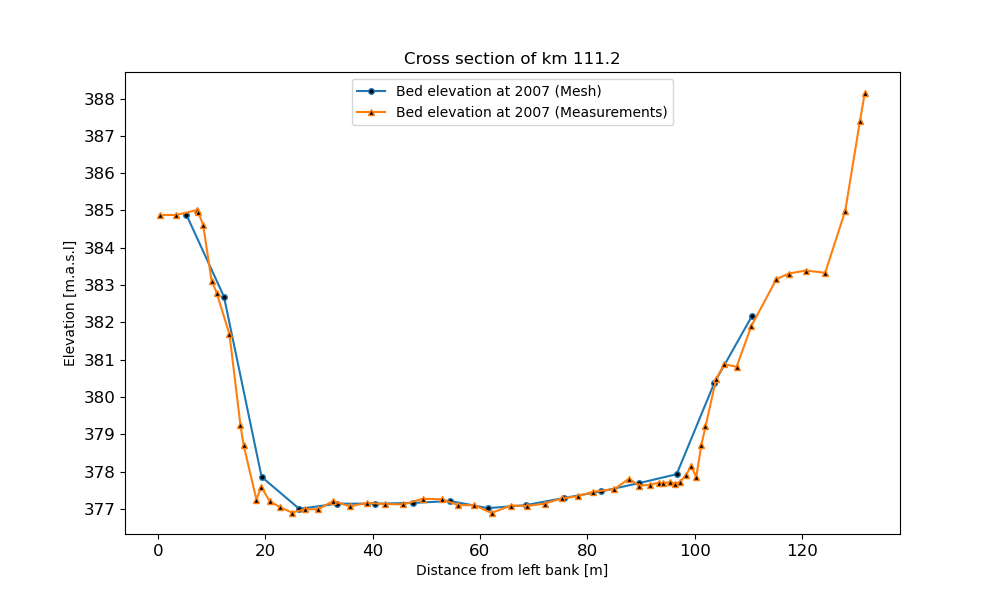 Cross section of km 111.2
Bed elevation at 2007 (Mesh)
Bed elevation at 2007 (Measurements)
388
387
386
385
384
383
382
381
380
379
378
377
Elevation [m.a.s.l]
0 20 40 60 80 100 120
Distance from left bank [m]